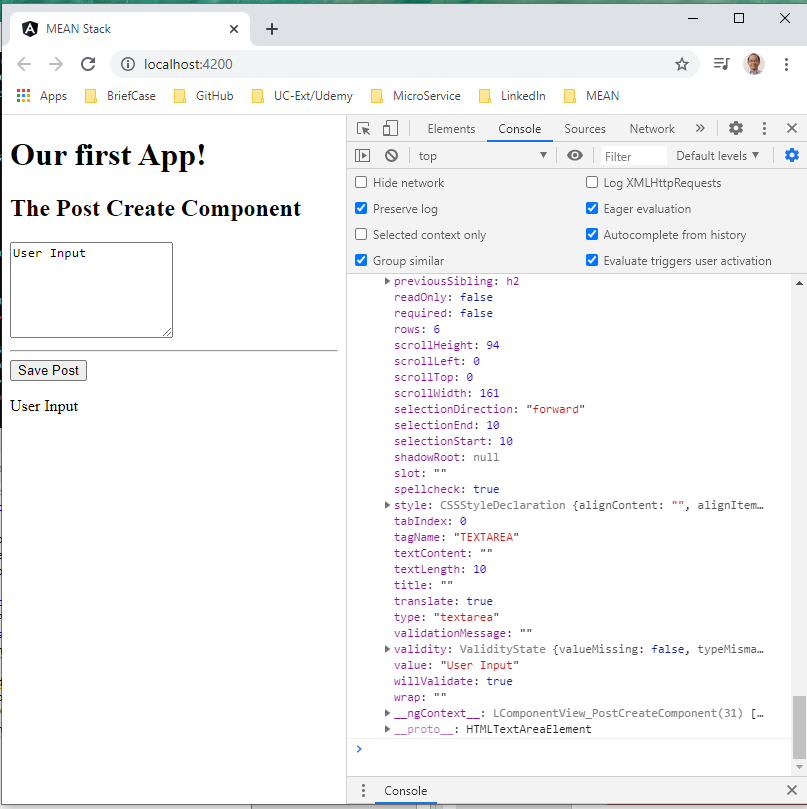 MEAN Stack
localhost:4200
Apps BriefCase GitHub UC-Ext/Udemy MicroService LinkedIn MEAN
Our first App!
The Post Create Component
User Input
Save Post
User Input
Elements Console Sources Network »
top Filter Default levels ▼
Hide network Log XMLHttpRequests
Preserve log Eager evaluation
Selected context only Autocomplete from history
Group similar Evaluate triggers user activation
previousSibling: h2
readOnly: false
required: false
rows: 6
scrollHeight: 94
scrollLeft: 0
scrollTop: 0
scrollWidth: 161
selectionDirection: "forward"
selectionEnd: 10
selectionStart: 10
shadowRoot: null
slot: ""
spellcheck: true
style: CSSStyleDeclaration {alignContent: "", alignItem…
tabIndex: 0
tagName: "TEXTAREA"
textContent: ""
textLength: 10
title: ""
translate: true
type: "textarea"
validationMessage: ""
validity: ValidityState {valueMissing: false, typeMisma…
value: "User Input"
willValidate: true
wrap: ""
__ngContext__: LComponentView_PostCreateComponent(31) […
__proto__: HTMLTextAreaElement
Console